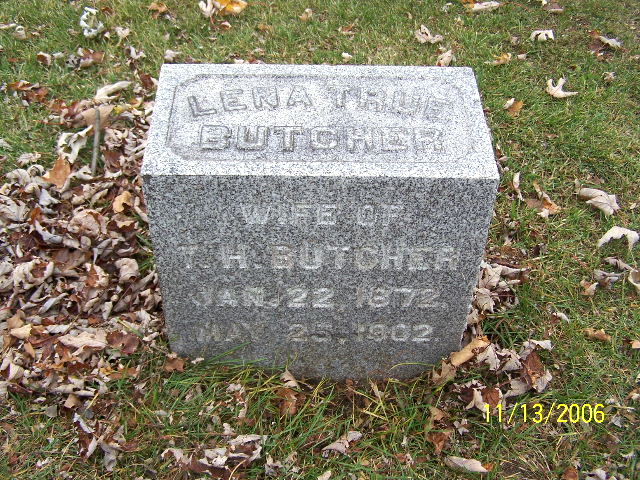 LENA TRUE
BUTCHER
WIFE OF
T. H. BUTCHER
JAN. 22, 1872
MAY 25, 1902
11/13/2006